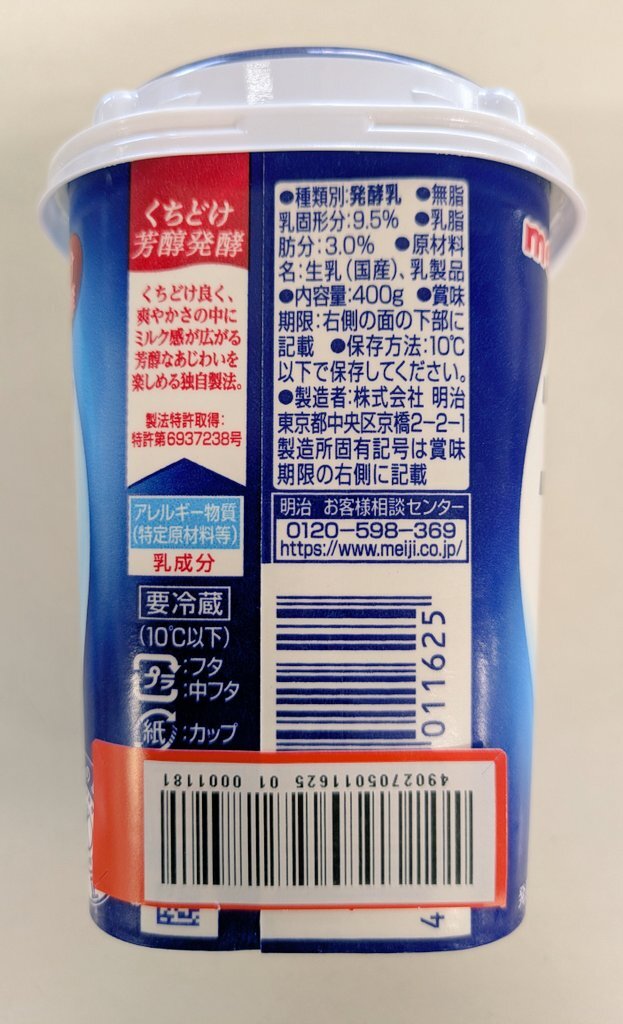 くちどけ
芳醇発酵
くちどけ良く、
爽やかさの中に
ミルク感が広がる
芳醇なあじわいを
楽しめる独自製法。
製法特許取得:
特許第6937238号
アレルギー物質
(特定原材料等)
乳成分
要冷蔵
(10℃以下)
プラ:フタ
:中フタ
紙:カップ
●種類別:発酵乳 ●無脂
乳固形分:9.5% ●乳脂
肪分:3.0% ●原材料
名:生乳(国産)、乳製品
●内容量:400g ●賞味
期限:右側の面の下部に
記載 ●保存方法:10℃
以下で保存してください。
●製造者:株式会社 明治
東京都中央区京橋2-2-1
製造所固有記号は賞味
期限の右側に記載
明治 お客様相談センター
0120-598-369
https://www.meiji.co.jp/
011625
4
4902705011625 01 0001181
m